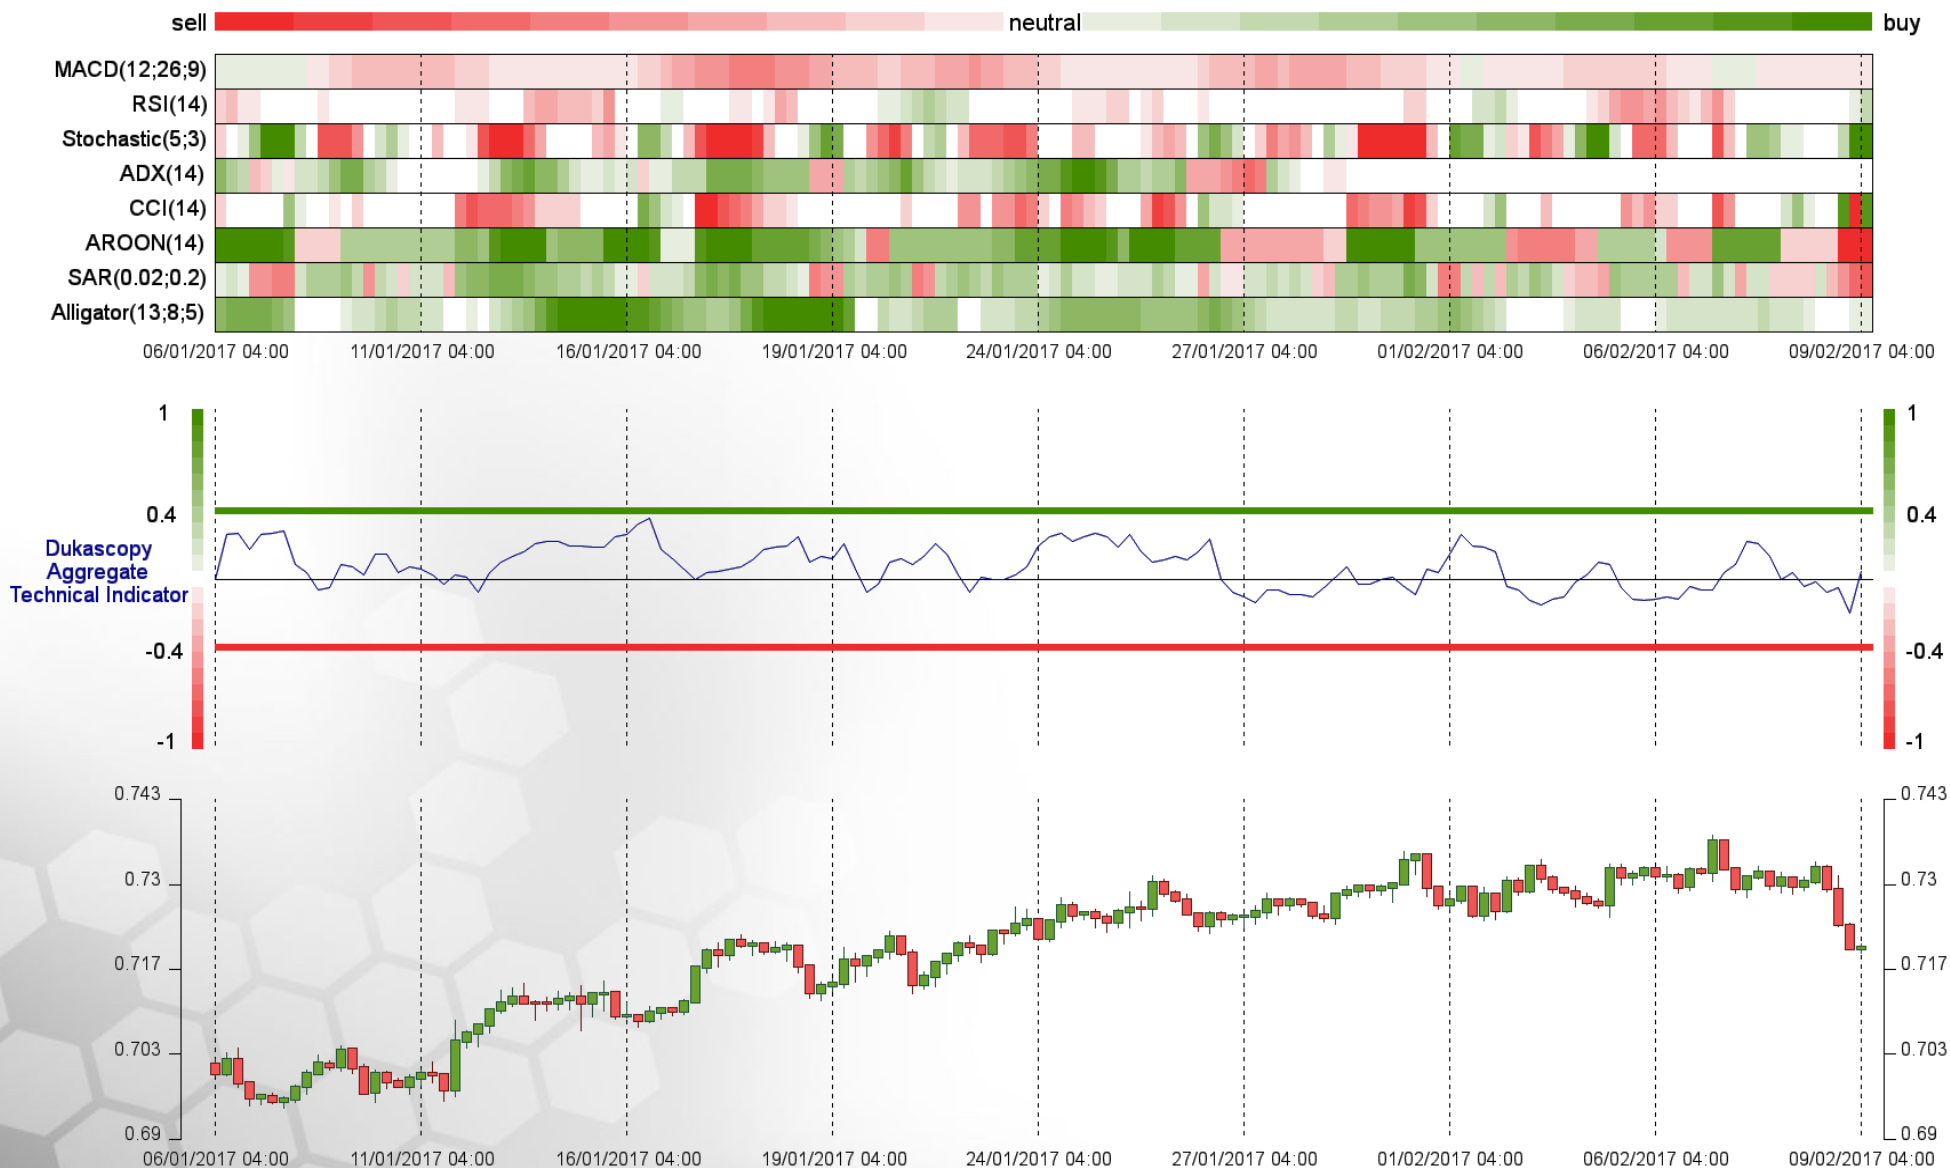 sell neutral buy
MACD(12;26;9)
RSI(14)
Stochastic(5;3)
ADX(14)
CCI(14)
AROON(14)
SAR(0.02;0.2)
Alligator(13;8;5)
06/01/2017 04:00 11/01/2017 04:00 16/01/2017 04:00 19/01/2017 04:00 24/01/2017 04:00 27/01/2017 04:00 01/02/2017 04:00 06/02/2017 04:00 09/02/2017 04:00
1 1
0.4 0.4
Dukascopy
Aggregate
Technical Indicator
-0.4 -0.4
-1 -1
0.743 0.743
0.73 0.73
0.717 0.717
0.703 0.703
0.69 0.69
06/01/2017 04:00 11/01/2017 04:00 16/01/2017 04:00 19/01/2017 04:00 24/01/2017 04:00 27/01/2017 04:00 01/02/2017 04:00 06/02/2017 04:00 09/02/2017 04:00